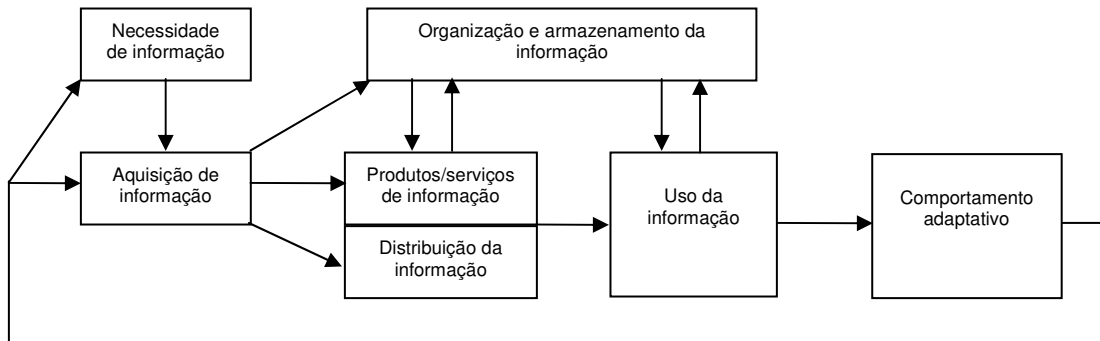 Necessidade
de informação
Organização e armazenamento da
informação
Aquisição de
informação
Produtos/serviços
de informação
Distribuição da
informação
Uso da
informação
Comportamento
adaptativo